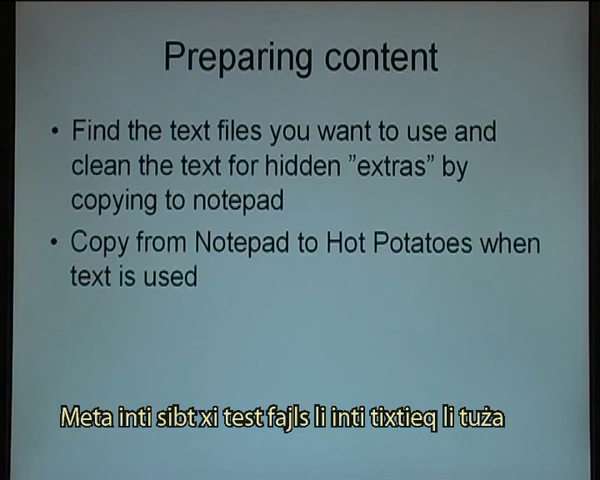 Preparing content
• Find the text files you want to use and
clean the text for hidden ”extras” by
copying to notepad
• Copy from Notepad to Hot Potatoes when
text is used
Meta inti sibt xi test fajls li inti tixtieq li tuża